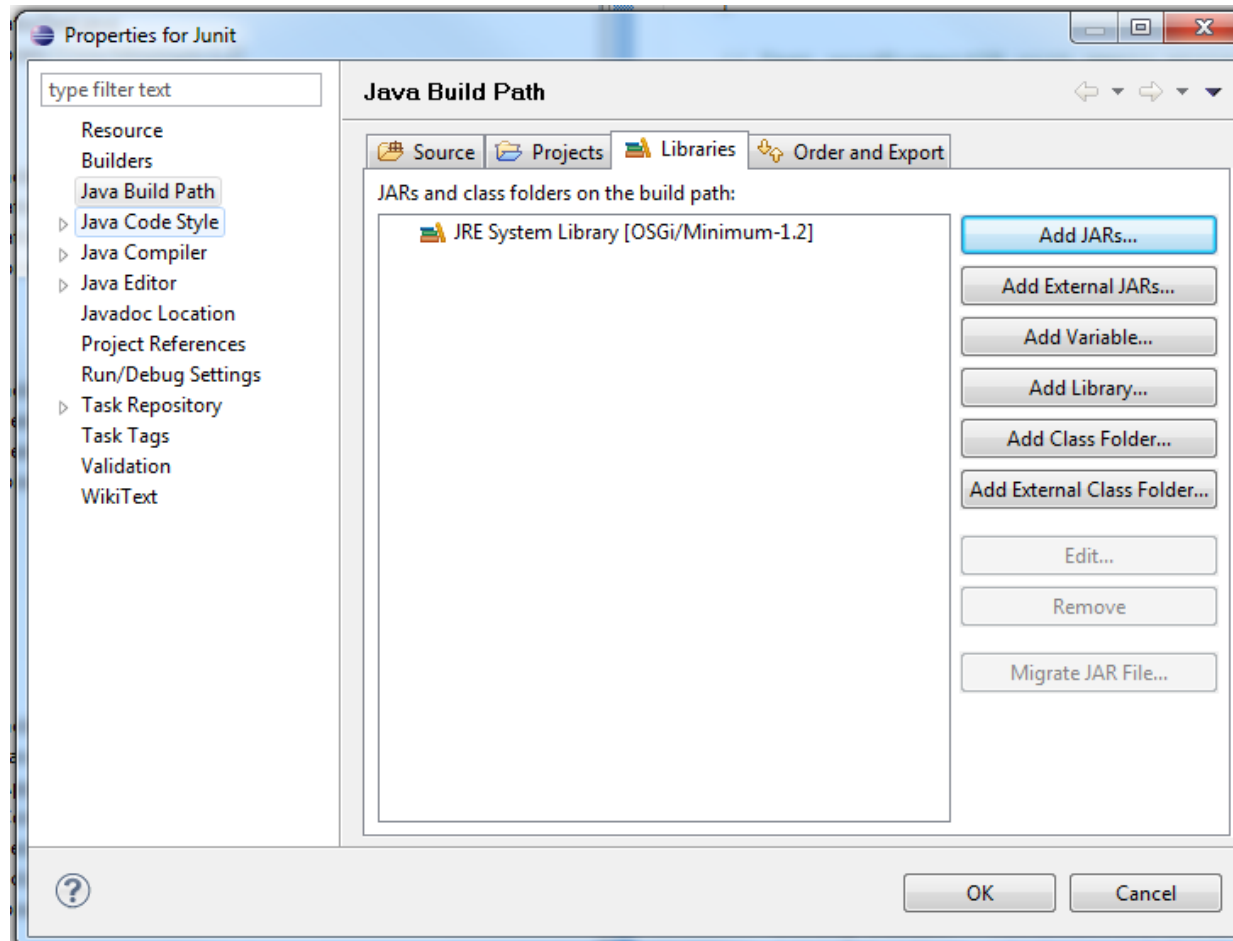 Properties for Junit
type filter text
Resource
Builders
Java Build Path
Java Code Style
Java Compiler
Java Editor
Javadoc Location
Project References
Run/Debug Settings
Task Repository
Task Tags
Validation
WikiText
Java Build Path
Source Projects Libraries Order and Export
JARs and class folders on the build path:
JRE System Library [OSGi/Minimum-1.2]
Add JARs...
Add External JARs...
Add Variable...
Add Library...
Add Class Folder...
Add External Class Folder...
Edit...
Remove
Migrate JAR File...
OK Cancel